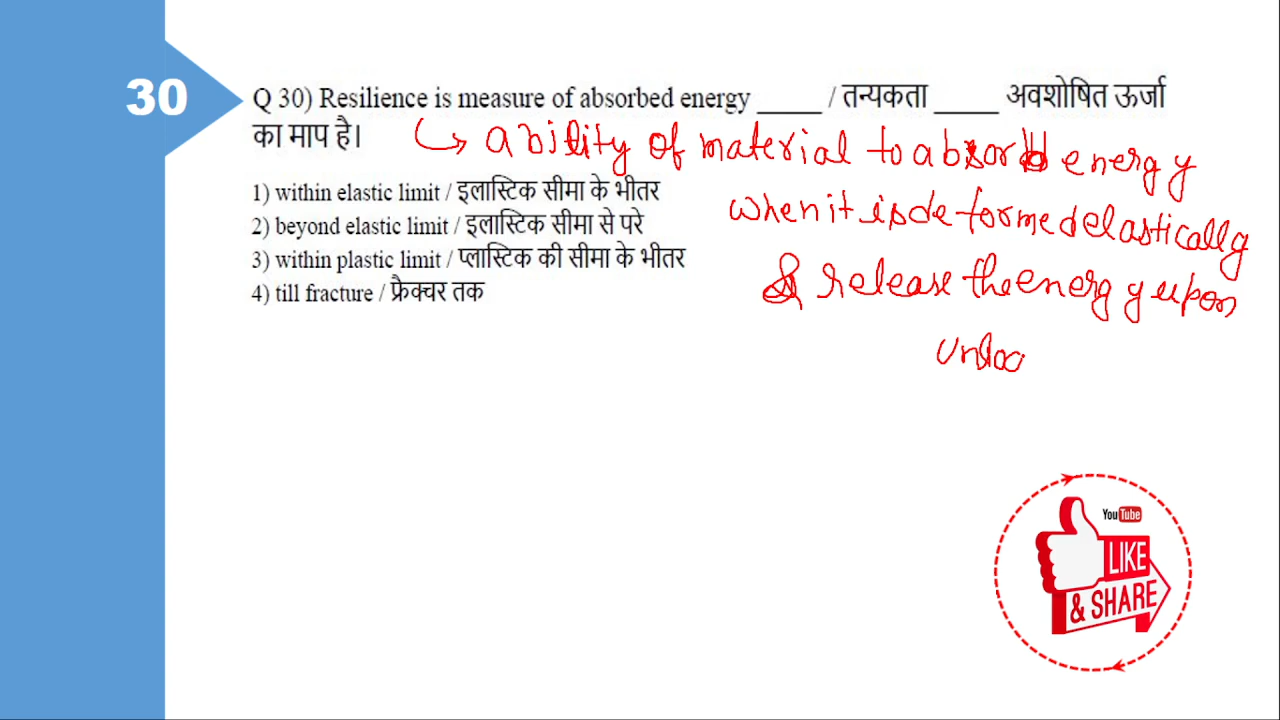 30
Q 30) Resilience is measure of absorbed energy _____ / तन्यकता _____ अवशोषित ऊर्जा
का माप है।
↳ ability of material to absorb energy
when it is deformed elastically
& release the energy upon
unloa
1) within elastic limit / इलास्टिक सीमा के भीतर
2) beyond elastic limit / इलास्टिक सीमा से परे
3) within plastic limit / प्लास्टिक की सीमा के भीतर
4) till fracture / फ्रैक्चर तक
YouTube
LIKE
& SHARE